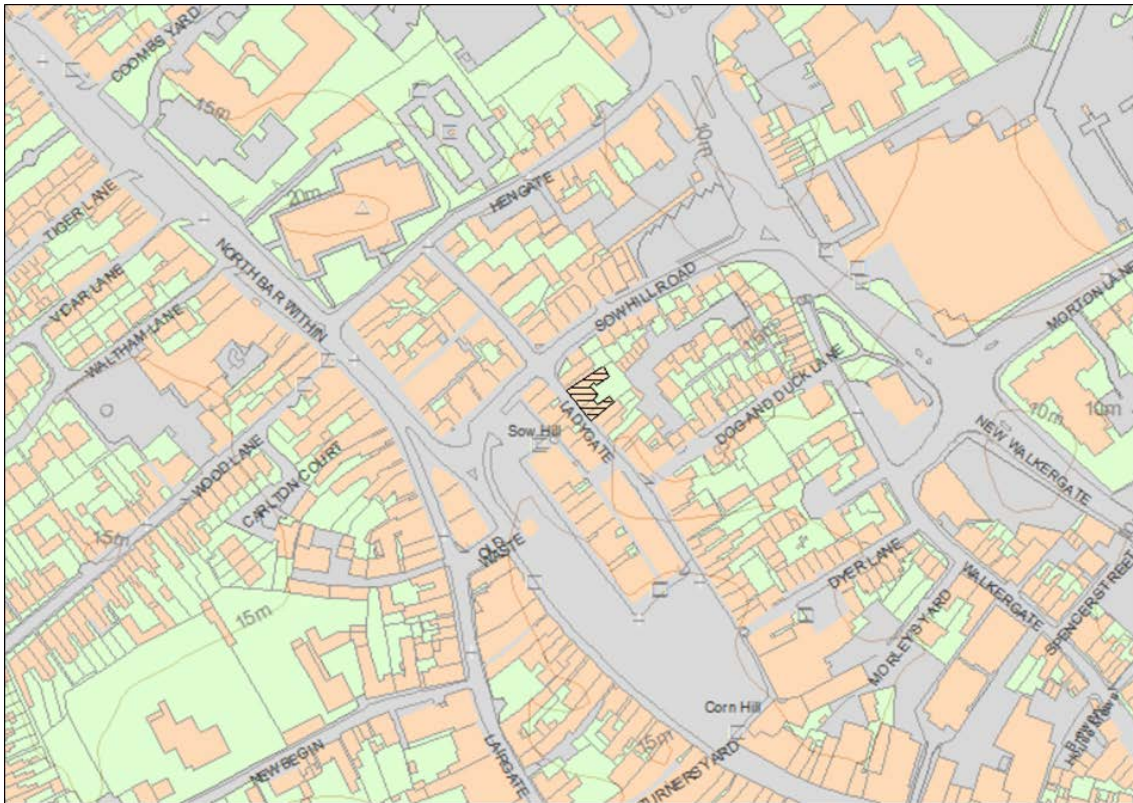 COOMBS YARD
15m
10m
HENGATE
20m
TIGER LANE
NORTH BAR WITHIN
VICAR LANE
WALTHAM LANE
SOWHILL ROAD
MORTON LANE
15m
DOG AND DUCK LANE
10m
10m
LADYGATE
Sow Hill
NEW WALKERGATE
WOOD LANE
CARLTON COURT
15m
OLD WASTE
DYER LANE
WALKERGATE
SPENCER STREET
MORLEYS YARD
15m
Corn Hill
NEWBEGIN
LAIRGATE
15m
TURNERS YARD